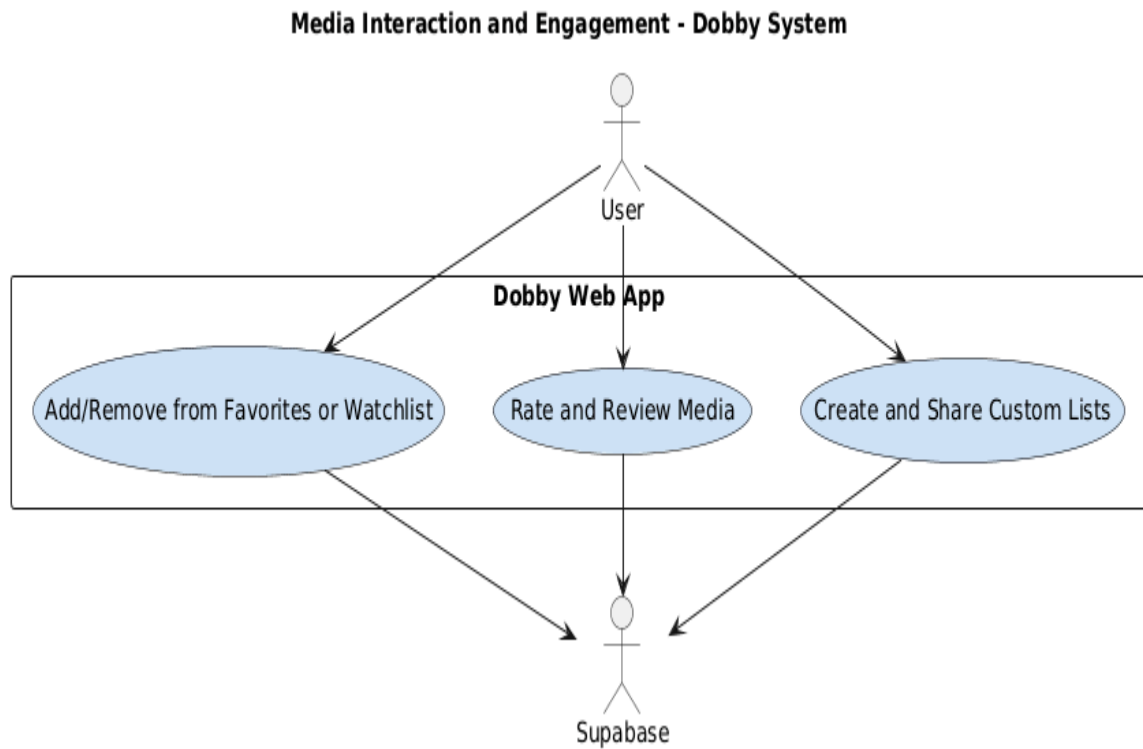 Media Interaction and Engagement - Dobby System
User
Dobby Web App
Add/Remove from Favorites or Watchlist
Rate and Review Media
Create and Share Custom Lists
Supabase